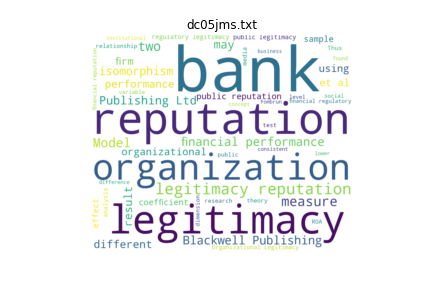 dc05jms.txt
institutional
regulatory legitimacy
public legitimacy
relationship
two
may
media
business
sample
Thus
found
firm
isomorphism
bank
using
financial reputation
performance
et al
variable
public reputation
level
social
Publishing Ltd
concept
Fombrun
financial regulatory
reputation
test
Model
financial performance
consistent
organizational
public
lower
organization
difference
legitimacy reputation
effect
analysis
result
coefficient
dimension
research
theory
measure
legitimacy
ROA
different
Blackwell Publishing
Organizational Legitimacy